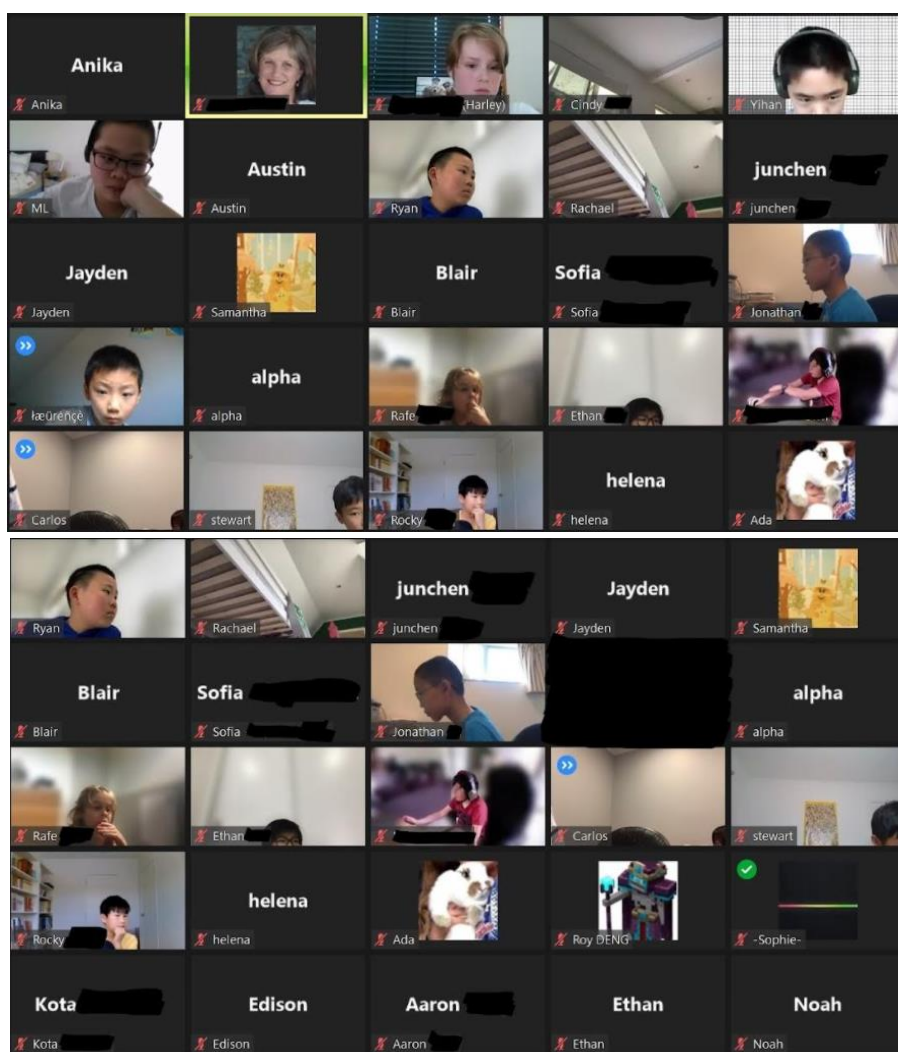 Anika
Anika
(Harley)
Cindy
Yihan
ML
Austin
Austin
Ryan
Rachael
junchen
junchen
Jayden
Jayden
Samantha
Blair
Blair
Sofia
Sofia
Jonathan
łæûrençè
alpha
alpha
Rafe
Ethan
Carlos
stewart
Rocky
helena
helena
Ada
Ryan
Rachael
junchen
junchen
Jayden
Jayden
Samantha
Blair
Blair
Sofia
Sofia
Jonathan
alpha
alpha
Rafe
Ethan
Carlos
stewart
Rocky
helena
helena
Ada
Roy DENG
-Sophie-
Kota
Kota
Edison
Edison
Aaron
Aaron
Ethan
Ethan
Noah
Noah